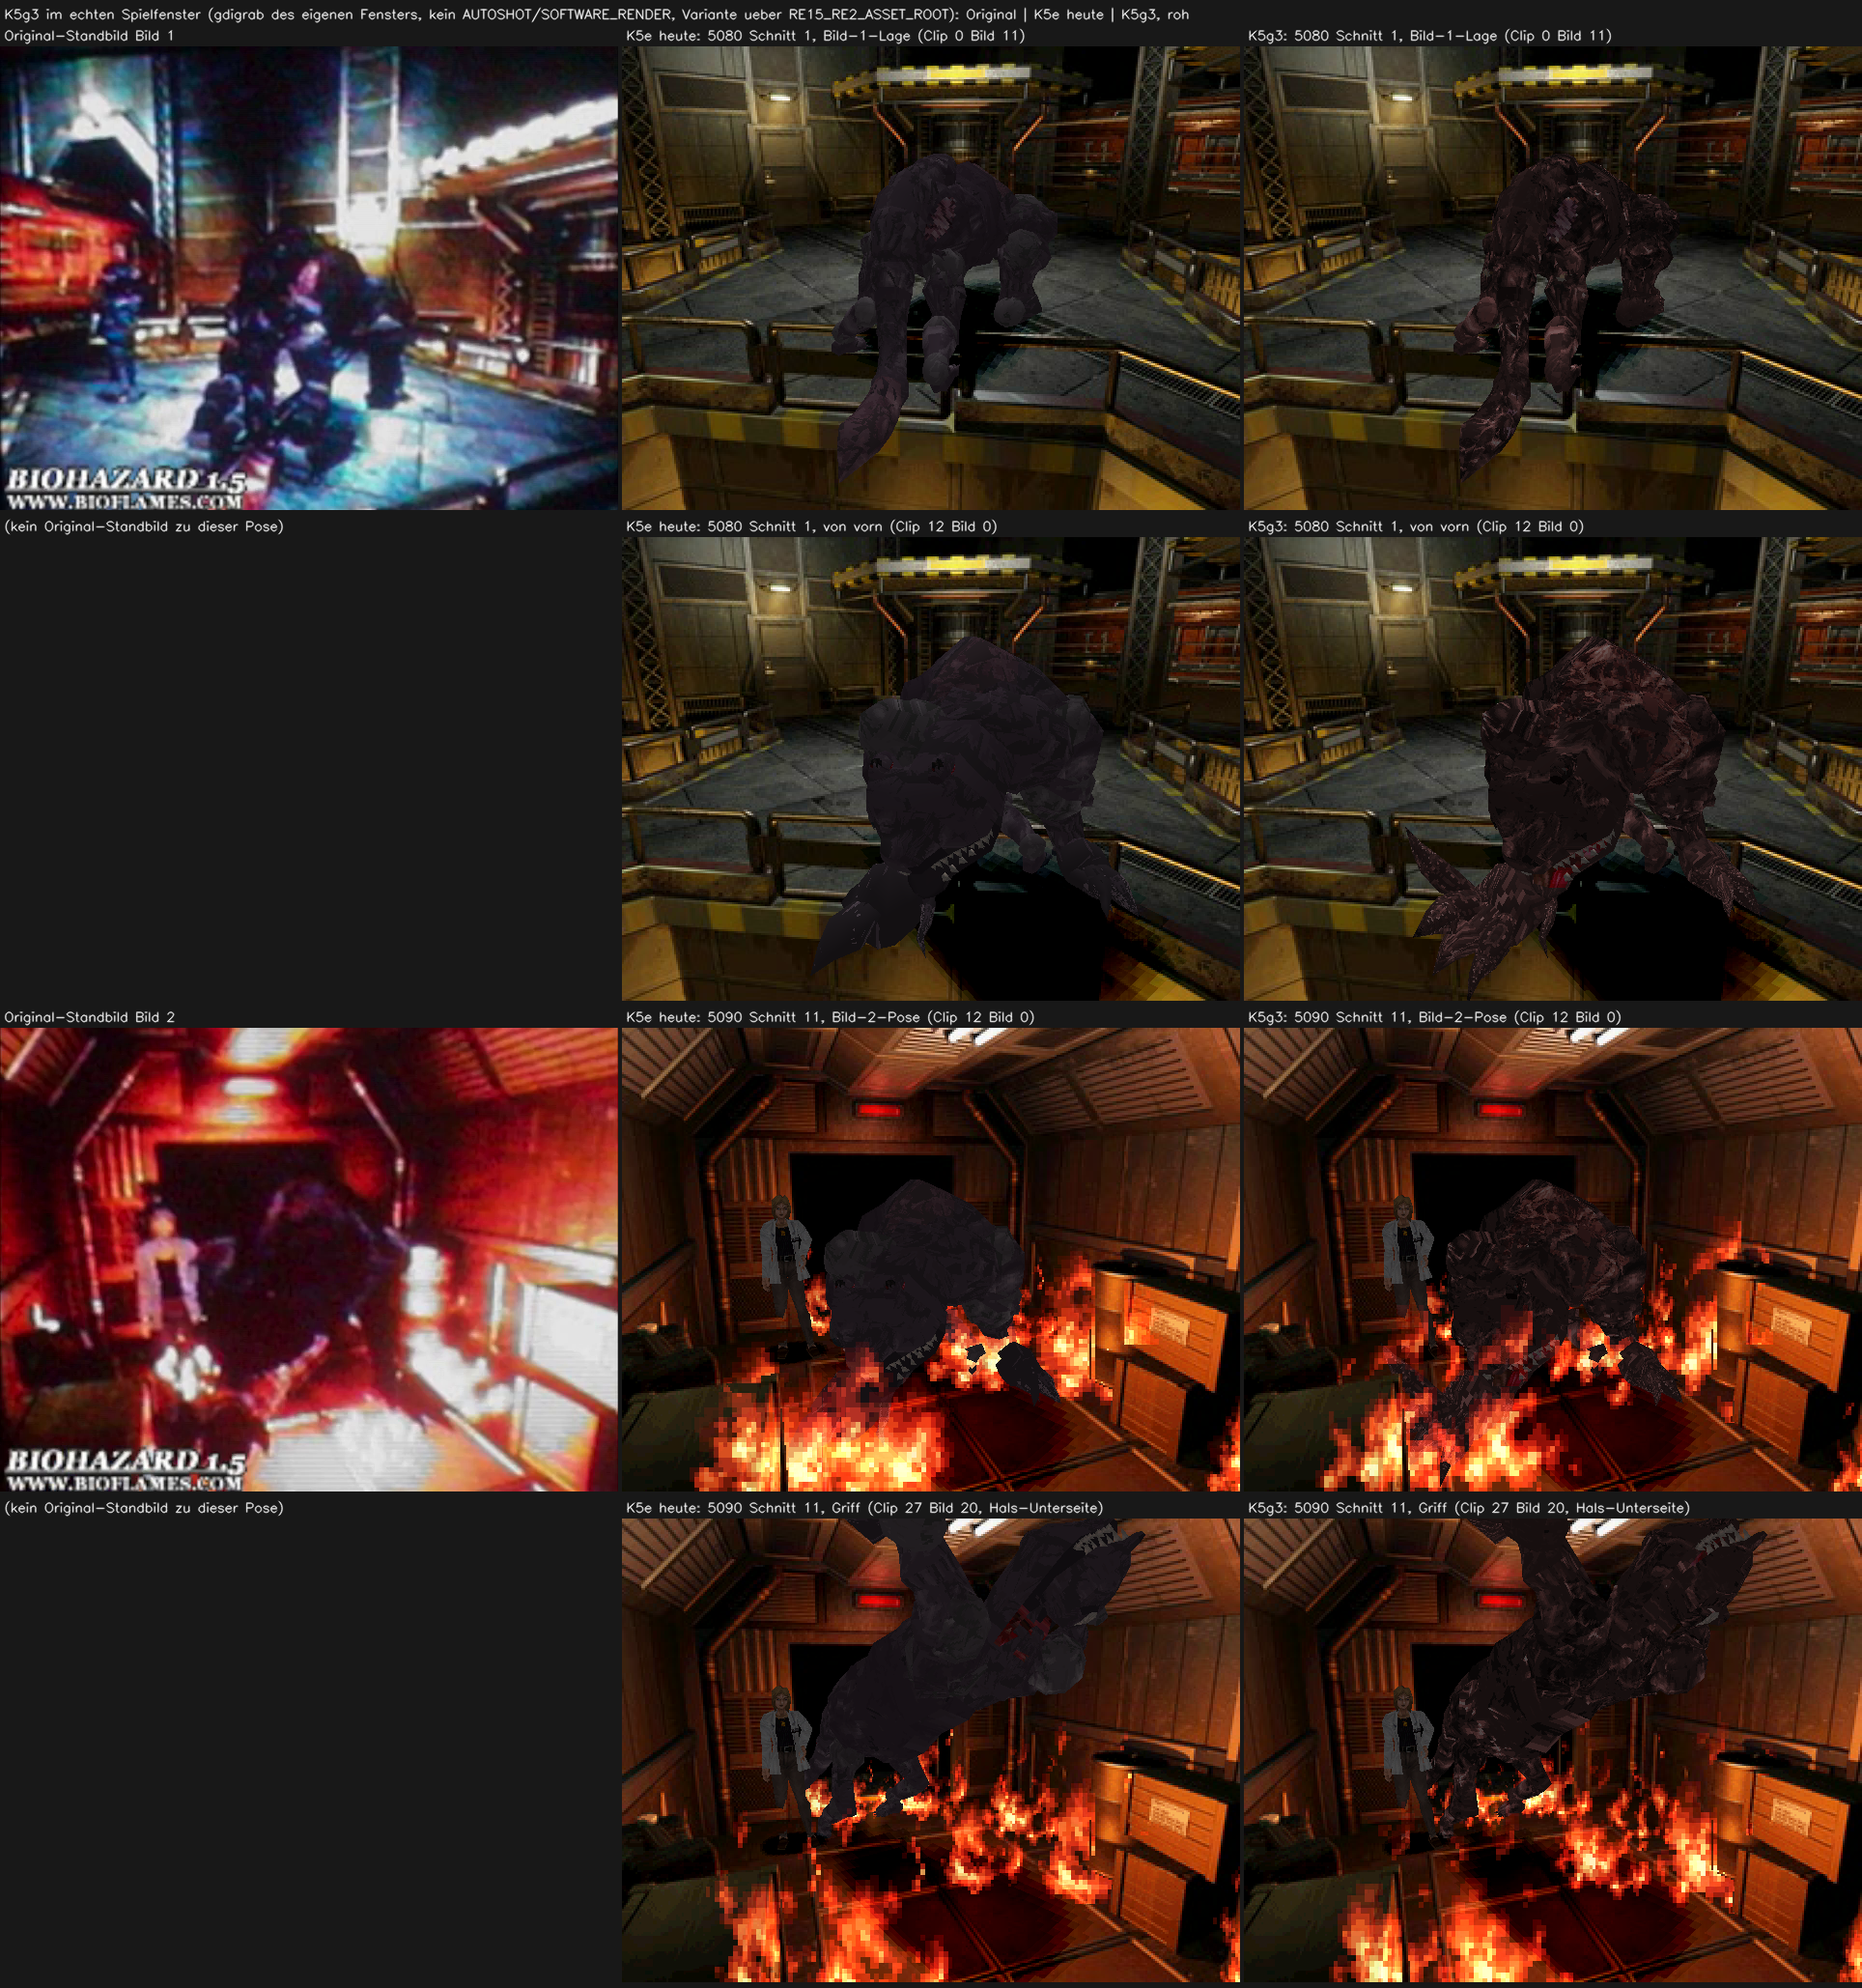 K5g3 im echten Spielfenster (gdigrab des eigenen Fensters, kein AUTOSHOT/SOFTWARE_RENDER, Variante ueber RE15_RE2_ASSET_ROOT): Original | K5e heute | K5g3, roh
Original-Standbild Bild 1
K5e heute: 5080 Schnitt 1, Bild-1-Lage (Clip 0 Bild 11)
K5g3: 5080 Schnitt 1, Bild-1-Lage (Clip 0 Bild 11)
BIOHAZARD 1.5
WWW.BIOFLAMES.COM
(kein Original-Standbild zu dieser Pose)
K5e heute: 5080 Schnitt 1, von vorn (Clip 12 Bild 0)
K5g3: 5080 Schnitt 1, von vorn (Clip 12 Bild 0)
Original-Standbild Bild 2
K5e heute: 5090 Schnitt 11, Bild-2-Pose (Clip 12 Bild 0)
K5g3: 5090 Schnitt 11, Bild-2-Pose (Clip 12 Bild 0)
BIOHAZARD 1.5
WWW.BIOFLAMES.COM
(kein Original-Standbild zu dieser Pose)
K5e heute: 5090 Schnitt 11, Griff (Clip 27 Bild 20, Hals-Unterseite)
K5g3: 5090 Schnitt 11, Griff (Clip 27 Bild 20, Hals-Unterseite)